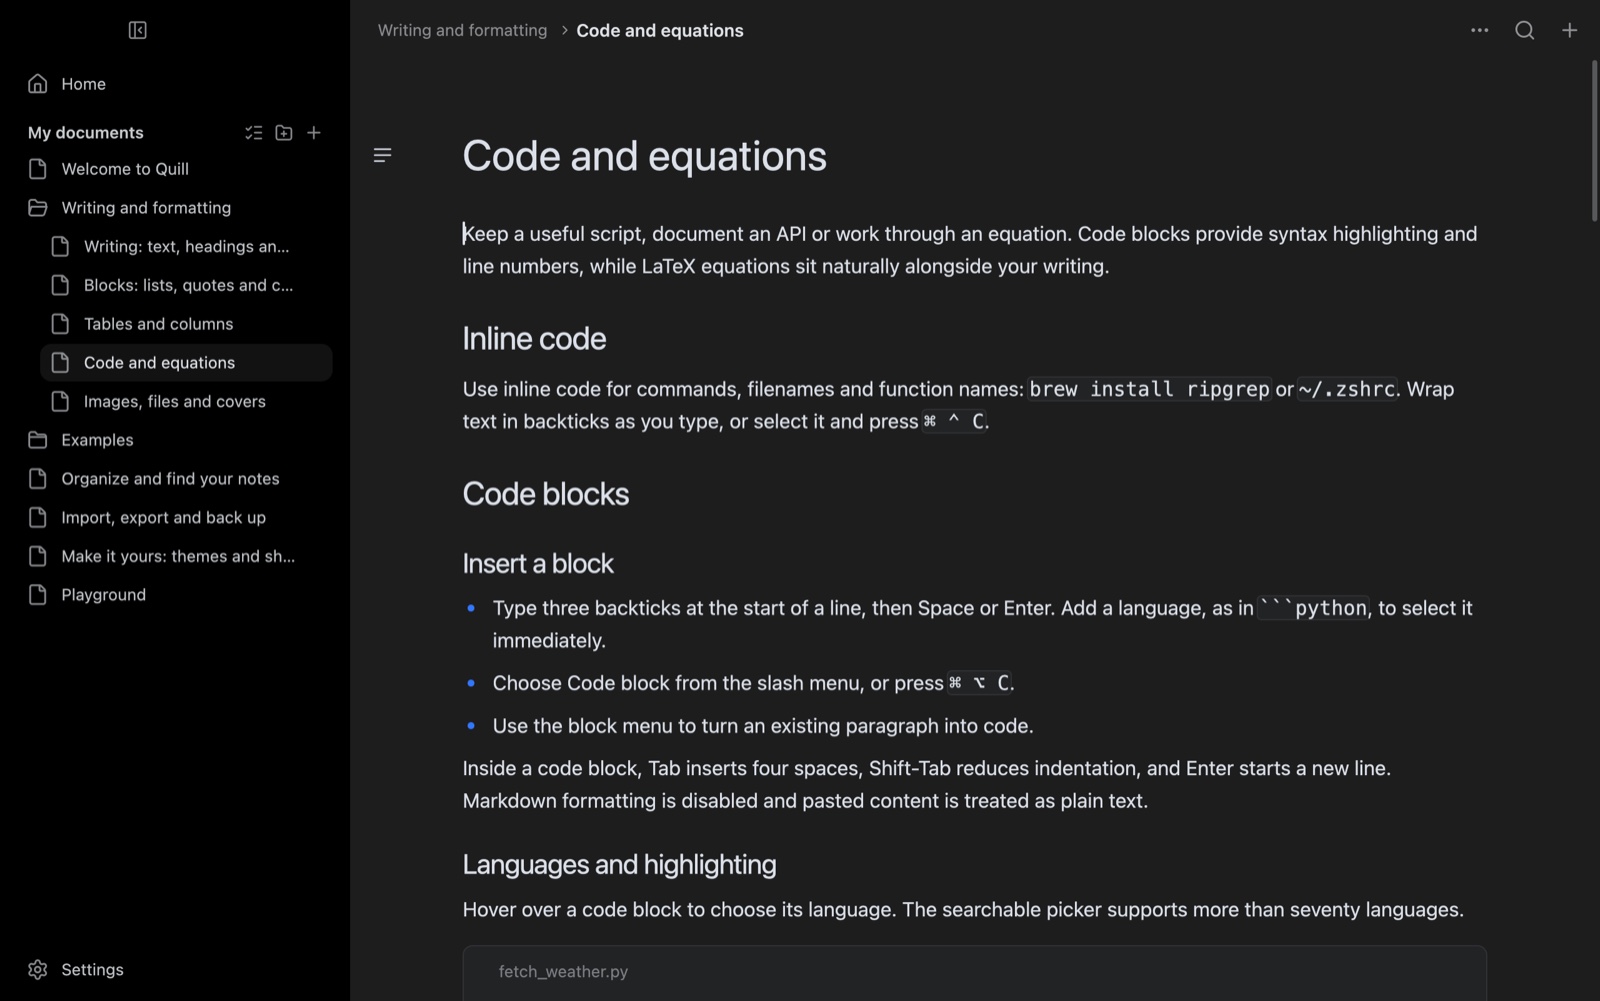 Home
My documents
Welcome to Quill
Writing and formatting
Writing: text, headings an...
Blocks: lists, quotes and c...
Tables and columns
Code and equations
Images, files and covers
Examples
Organize and find your notes
Import, export and back up
Make it yours: themes and sh...
Playground
Settings
Writing and formatting > Code and equations
Code and equations
Keep a useful script, document an API or work through an equation. Code blocks provide syntax highlighting and
line numbers, while LaTeX equations sit naturally alongside your writing.
Inline code
Use inline code for commands, filenames and function names: brew install ripgrep or ~/.zshrc. Wrap
text in backticks as you type, or select it and press ⌘ ^ C.
Code blocks
Insert a block
• Type three backticks at the start of a line, then Space or Enter. Add a language, as in ```python, to select it
immediately.
• Choose Code block from the slash menu, or press ⌘ ⌥ C.
• Use the block menu to turn an existing paragraph into code.
Inside a code block, Tab inserts four spaces, Shift-Tab reduces indentation, and Enter starts a new line.
Markdown formatting is disabled and pasted content is treated as plain text.
Languages and highlighting
Hover over a code block to choose its language. The searchable picker supports more than seventy languages.
fetch_weather.py